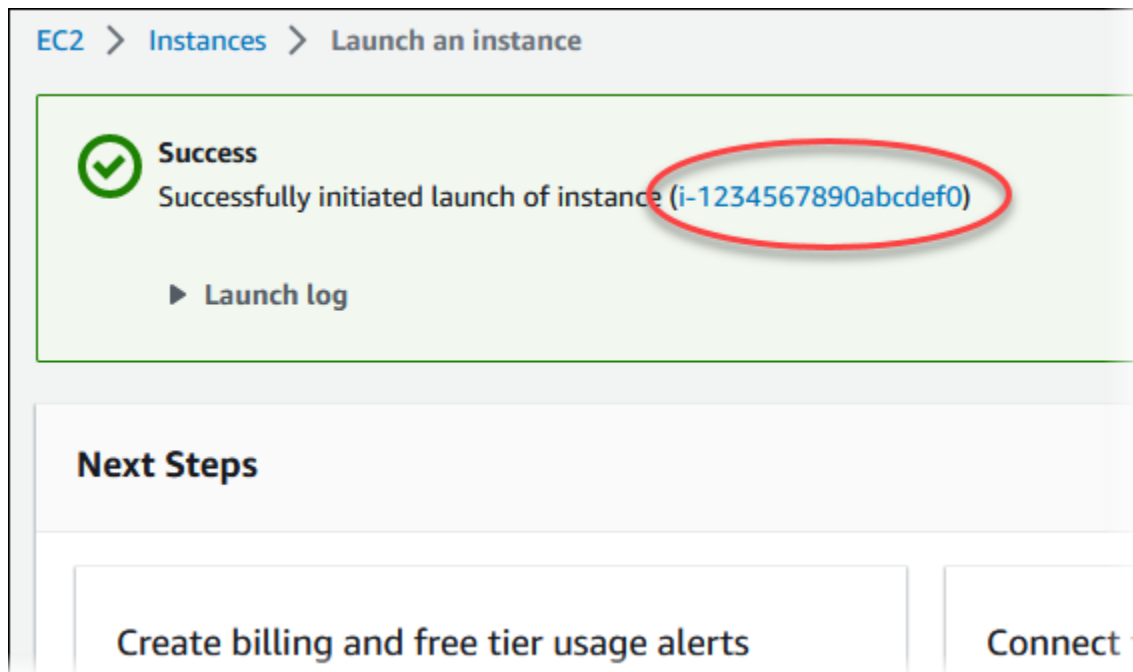 EC2 > Instances > Launch an instance
Success
Successfully initiated launch of instance (i-1234567890abcdef0)
Launch log
Next Steps
Create billing and free tier usage alerts
Connect